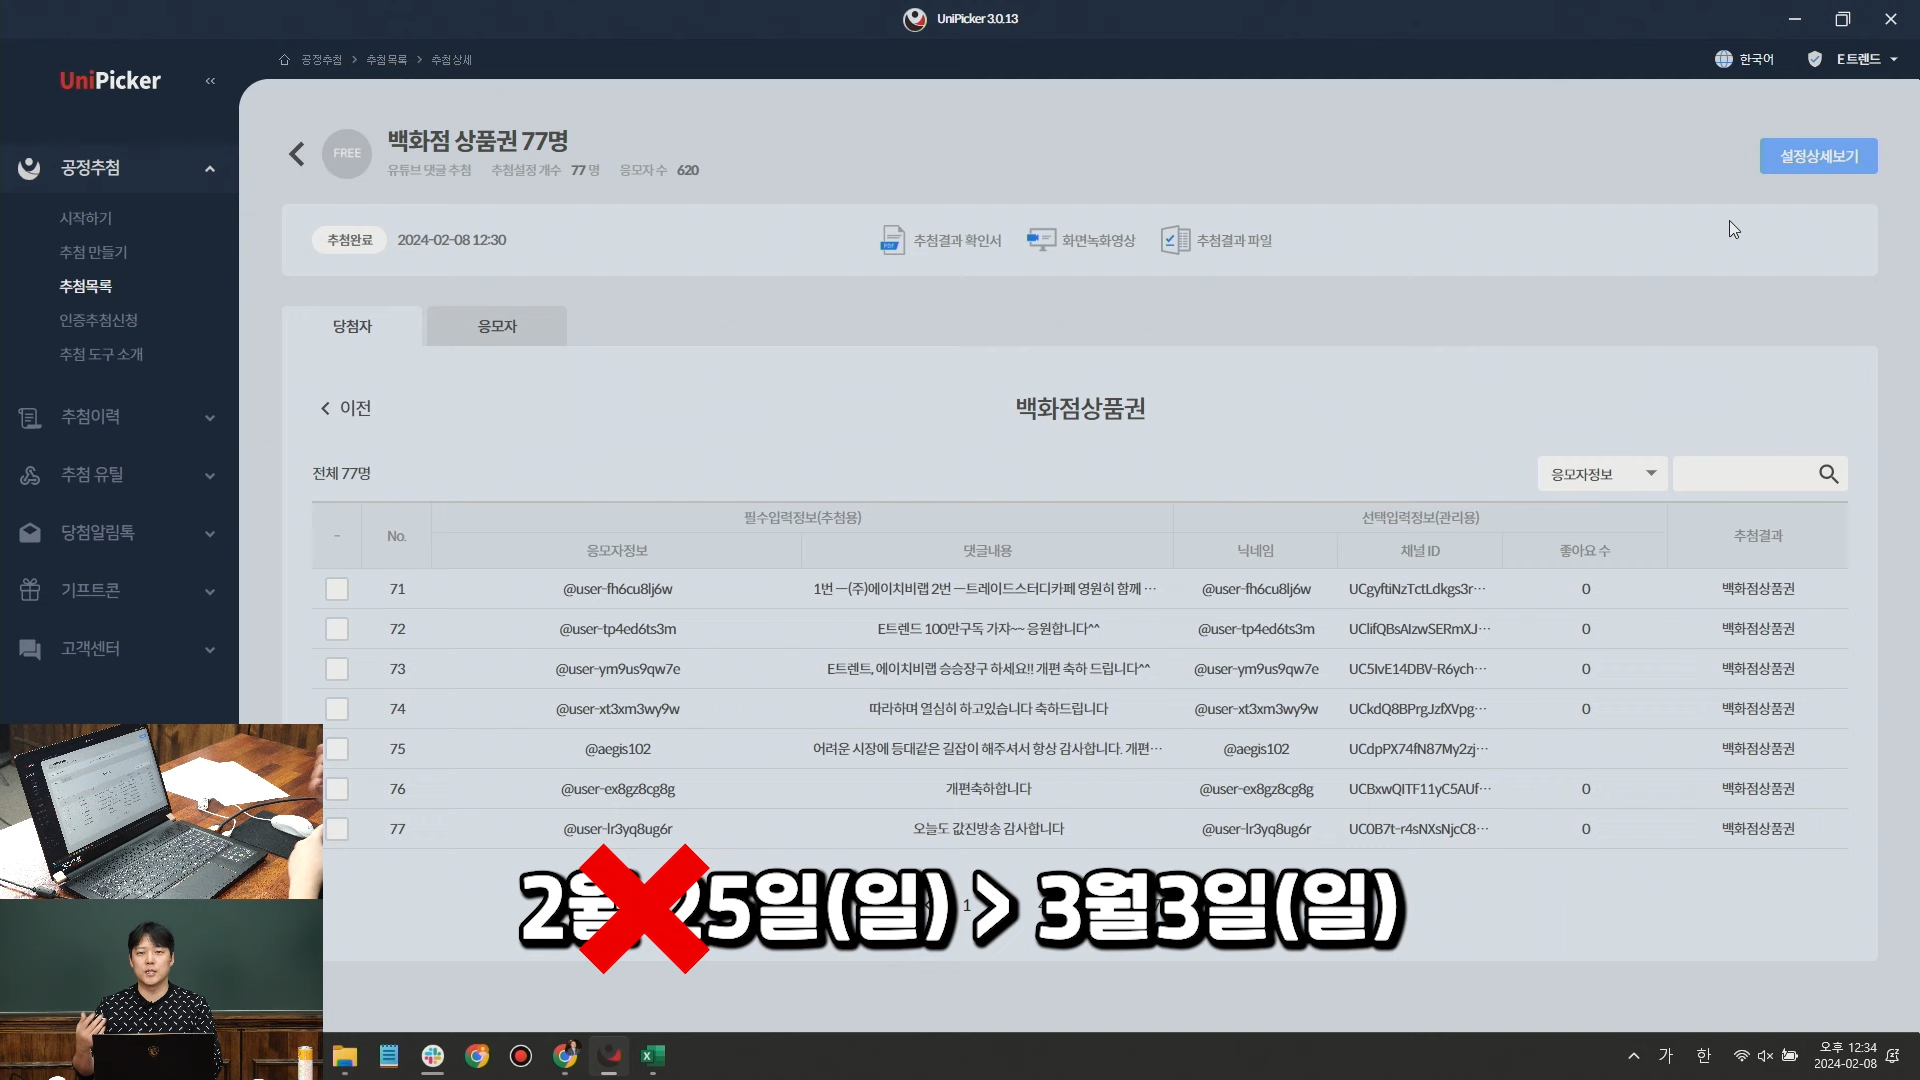 UniPicker 3.0.13
공정추첨 > 추첨목록 > 추첨상세
한국어
E트렌드
UniPicker
공정추첨
시작하기
추첨 만들기
추첨목록
인증추첨신청
추첨 도구 소개
추첨이력
추첨 유틸
당첨알림톡
기프트콘
고객센터
FREE
백화점 상품권 77명
유튜브 댓글 추첨 추첨설정 개수 77 명 응모자 수 620
설정상세보기
추첨완료 2024-02-08 12:30
PDF 추첨결과 확인서
화면녹화영상
추첨결과 파일
당첨자
응모자
이전
백화점상품권
전체 77명
응모자정보
- No. 필수입력정보(추첨용) 선택입력정보(관리용) 추첨결과
응모자정보 댓글내용 닉네임 채널 ID 좋아요 수
71 @user-fh6cu8lj6w 1번 ㅡ(주)에이치비랩 2번 ㅡ트레이드스터디카페 영원히 함께 ⋯ @user-fh6cu8lj6w UCgyftiNzTctLdkgs3r⋯ 0 백화점상품권
72 @user-tp4ed6ts3m E트렌드 100만구독 가자~~ 응원합니다^^ @user-tp4ed6ts3m UClifQBsAIzwSERmXJ⋯ 0 백화점상품권
73 @user-ym9us9qw7e E트렌트, 에이치비랩 승승장구 하세요!! 개편 축하 드립니다^^ @user-ym9us9qw7e UC5IvE14DBV-R6ych⋯ 0 백화점상품권
74 @user-xt3xm3wy9w 따라하며 열심히 하고있습니다 축하드립니다 @user-xt3xm3wy9w UCkdQ8BPrgJzfXVpg⋯ 0 백화점상품권
75 @aegis102 어려운 시장에 등대같은 길잡이 해주셔서 항상 감사합니다. 개편⋯ @aegis102 UCdpPX74fN87My2zj⋯ 백화점상품권
76 @user-ex8gz8cg8g 개편축하합니다 @user-ex8gz8cg8g UCBxwQITF11yC5AUf⋯ 0 백화점상품권
77 @user-lr3yq8ug6r 오늘도 값진방송 감사합니다 @user-lr3yq8ug6r UC0B7t-r4sNXsNjcC8⋯ 0 백화점상품권
1
2월25일(일) > 3월3일(일)
가 한
오후 12:34
2024-02-08